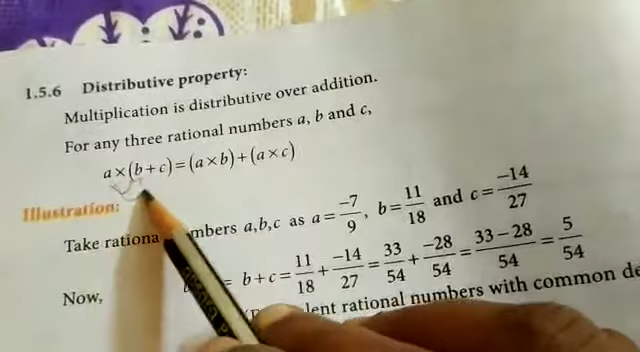 1.5.6 Distributive property:
Multiplication is distributive over addition.
For any three rational numbers a, b and c,
a×(b+c)=(a×b)+(a×c)
Illustration:
Take rationa mbers a,b,c as a=-7/9, b=11/18 and c=-14/27
Now, = b+c=11/18+-14/27=33/54+-28/54=33-28/54=5/54
lent rational numbers with common de